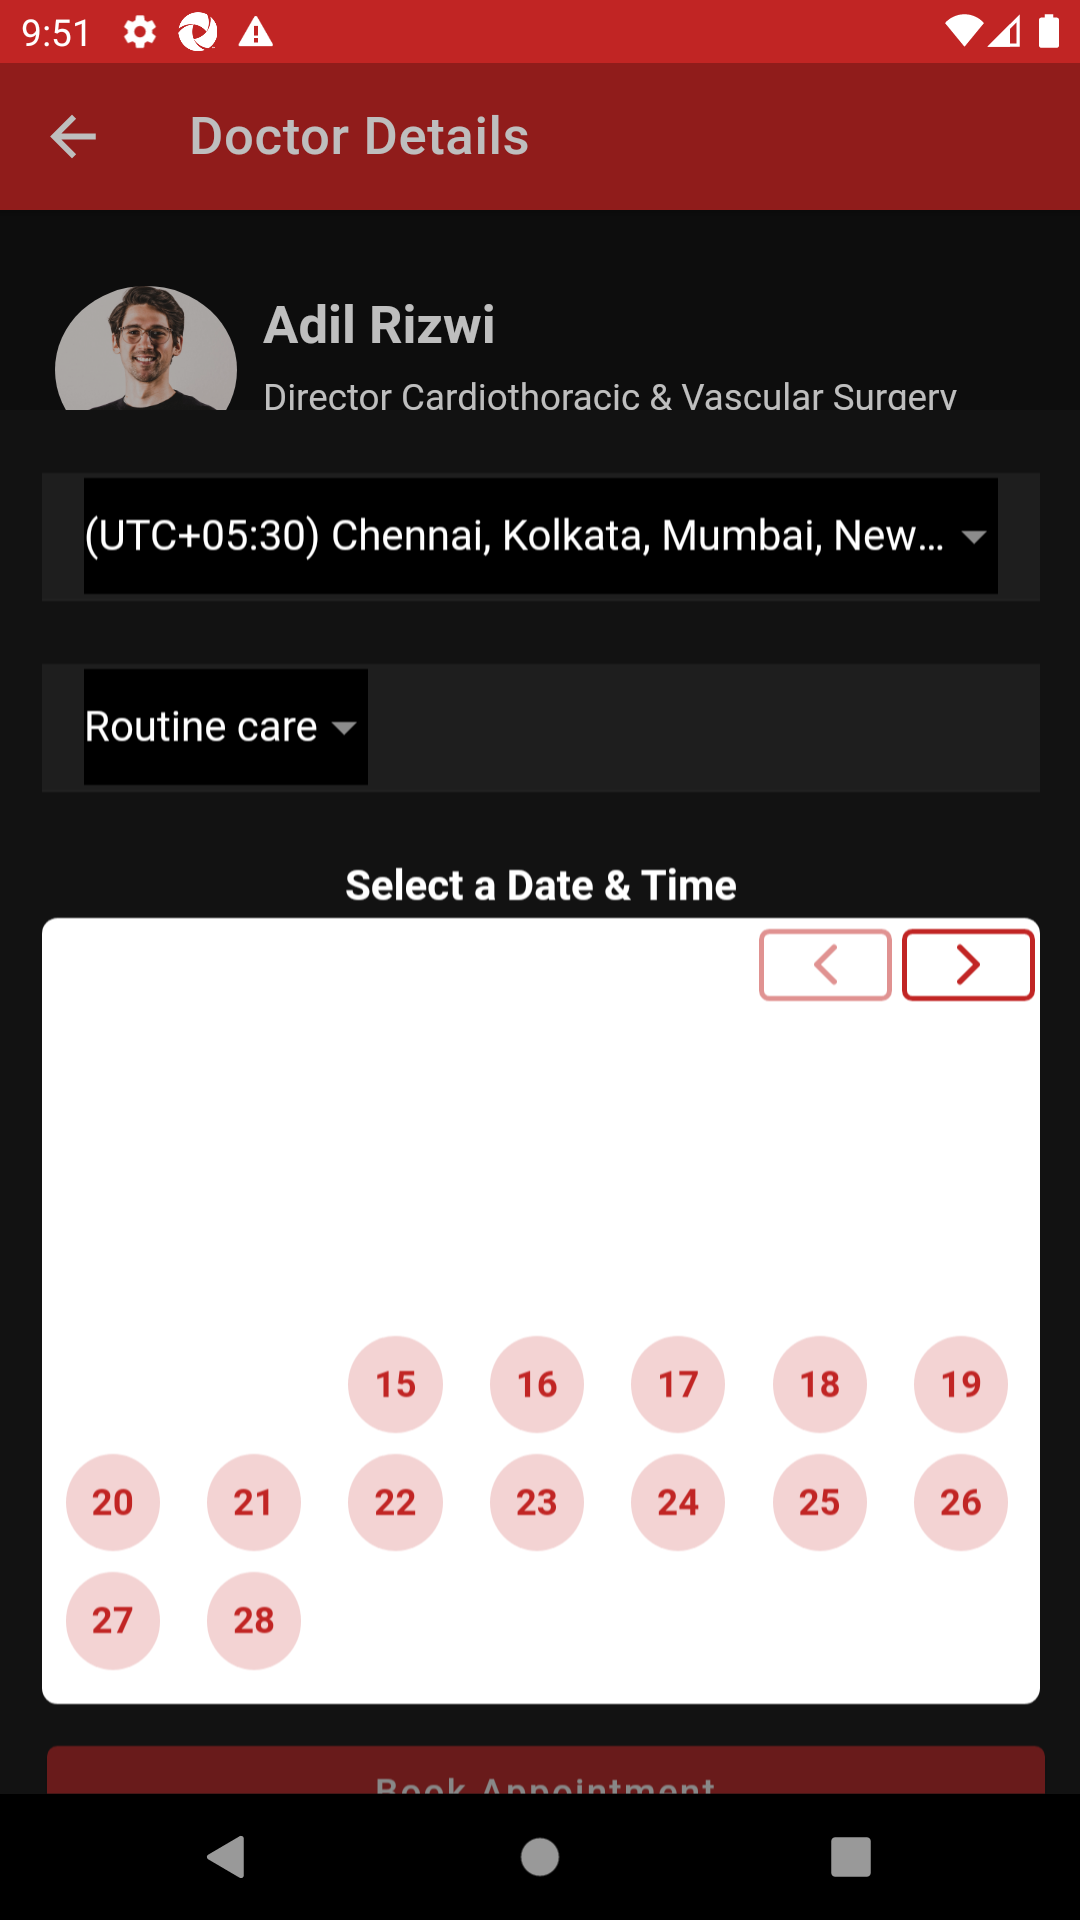 9:51
Doctor Details
Adil Rizwi
Director Cardiothoracic & Vascular Surgery
(UTC+05:30) Chennai, Kolkata, Mumbai, New...
Routine care
Select a Date & Time
15 16 17 18 19
20 21 22 23 24 25 26
27 28
Book Appointment